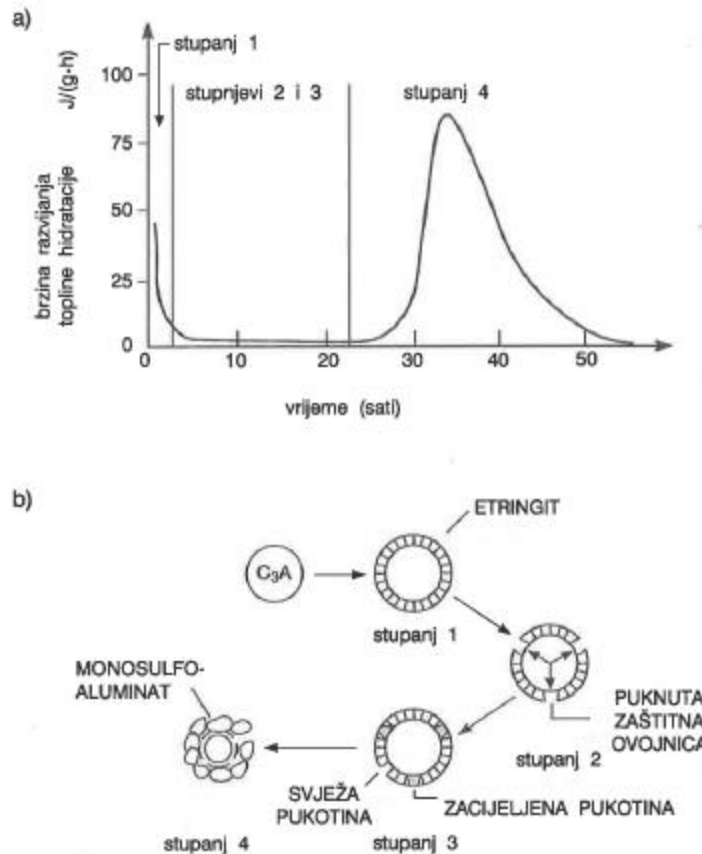 a)
stupanj 1
J/(g-h)
100
stupnjevi 2 i 3
stupanj 4
75
50
25
0
brzina razvijanja
topline hidratacije
0
10
20
30
40
50
vrijeme (sati)
b)
ETRINGIT
C₃A
stupanj 1
MONOSULFO-
ALUMINAT
PUKNUTA
ZAŠTITNA
OVOJNICA
stupanj 2
SVJEŽA
PUKOTINA
ZACIJELJENA PUKOTINA
stupanj 4
stupanj 3